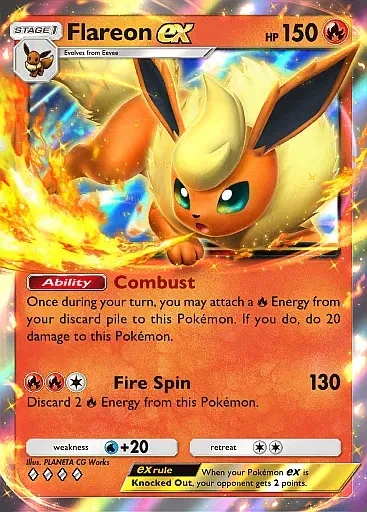 STAGE 1 Flareon ex HP 150
Evolves from Eevee
Ability Combust
Once during your turn, you may attach a Energy from
your discard pile to this Pokémon. If you do, do 20
damage to this Pokémon.
Fire Spin 130
Discard 2 Energy from this Pokémon.
weakness +20 retreat
Illus. PLANETA CG Works
ex rule When your Pokémon ex is
Knocked Out, your opponent gets 2 points.